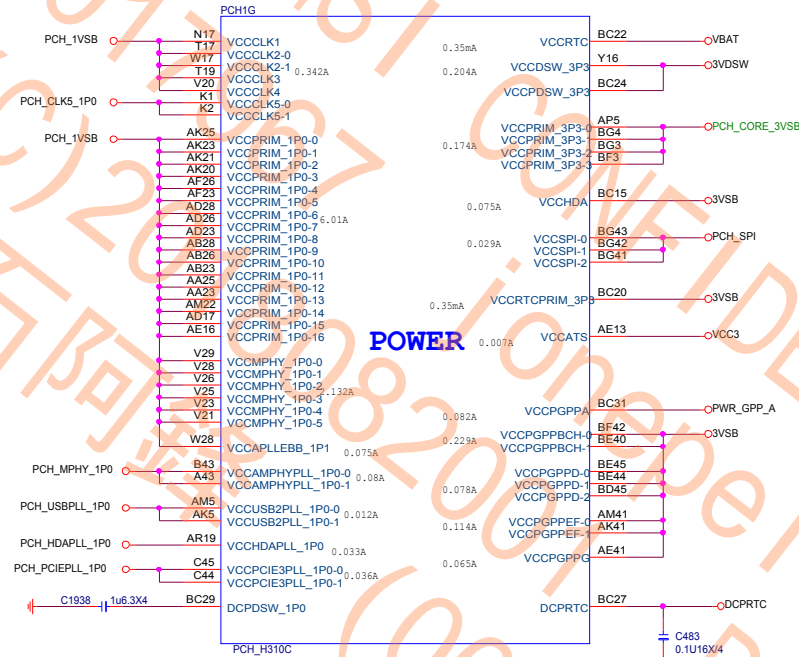 PCH1G
PCH_1VSB
N17
VCCCLK1
T17
VCCCLK2-0
W17
VCCCLK2-1
0.342A
T19
VCCCLK3
V20
VCCCLK4
PCH_CLK5_1P0
K1
VCCCLK5-0
K2
VCCCLK5-1
PCH_1VSB
AK25
VCCPRIM_1P0-0
AK23
VCCPRIM_1P0-1
AK21
VCCPRIM_1P0-2
AK20
VCCPRIM_1P0-3
AF26
VCCPRIM_1P0-4
AF23
VCCPRIM_1P0-5
AD28
VCCPRIM_1P0-6
6.01A
AD26
VCCPRIM_1P0-7
AD23
VCCPRIM_1P0-8
AB28
VCCPRIM_1P0-9
AB26
VCCPRIM_1P0-10
AB23
VCCPRIM_1P0-11
AA25
VCCPRIM_1P0-12
AA23
VCCPRIM_1P0-13
AM22
VCCPRIM_1P0-14
AD17
VCCPRIM_1P0-15
AE16
VCCPRIM_1P0-16
V29
VCCMPHY_1P0-0
V28
VCCMPHY_1P0-1
V26
VCCMPHY_1P0-2
2.132A
V25
VCCMPHY_1P0-3
V23
VCCMPHY_1P0-4
V21
VCCMPHY_1P0-5
W28
VCCAPLLEBB_1P1
0.075A
PCH_MPHY_1P0
B43
VCCAMPHYPLL_1P0-0
0.08A
A43
VCCAMPHYPLL_1P0-1
PCH_USBPLL_1P0
AM5
VCCUSB2PLL_1P0-0
0.012A
AK5
VCCUSB2PLL_1P0-1
PCH_HDAPLL_1P0
AR19
VCCHDAPLL_1P0
0.033A
PCH_PCIEPLL_1P0
C45
VCCPCIE3PLL_1P0-0
0.036A
C44
VCCPCIE3PLL_1P0-1
C1938
1u6.3X4
BC29
DCPDSW_1P0
PCH_H310C
POWER
0.35mA
VCCRTC
BC22
VBAT
0.204A
VCCDSW_3P3
Y16
3VDSW
VCCPDSW_3P3
BC24
VCCPRIM_3P3-0
AP5
PCH_CORE_3VSB
VCCPRIM_3P3-1
BG4
0.174A
VCCPRIM_3P3-2
BG3
VCCPRIM_3P3-3
BF3
0.075A
VCCHDA
BC15
3VSB
0.029A
VCCSPI-0
BG43
PCH_SPI
VCCSPI-1
BG42
VCCSPI-2
BG41
0.35mA
VCCRTCPRIM_3P3
BC20
3VSB
0.007A
VCCATS
AE13
VCC3
0.082A
VCCPGPPA
BC31
PWR_GPP_A
0.229A
VCCPGPPBCH-0
BF42
3VSB
VCCPGPPBCH-1
BE40
VCCPGPPD-0
BE45
0.078A
VCCPGPPD-1
BE44
VCCPGPPD-2
BD45
0.114A
VCCPGPPEF-0
AM41
VCCPGPPEF-1
AK41
0.065A
VCCPGPPG
AE41
DCPRTC
BC27
DCPRTC
C483
0.1U16X/4